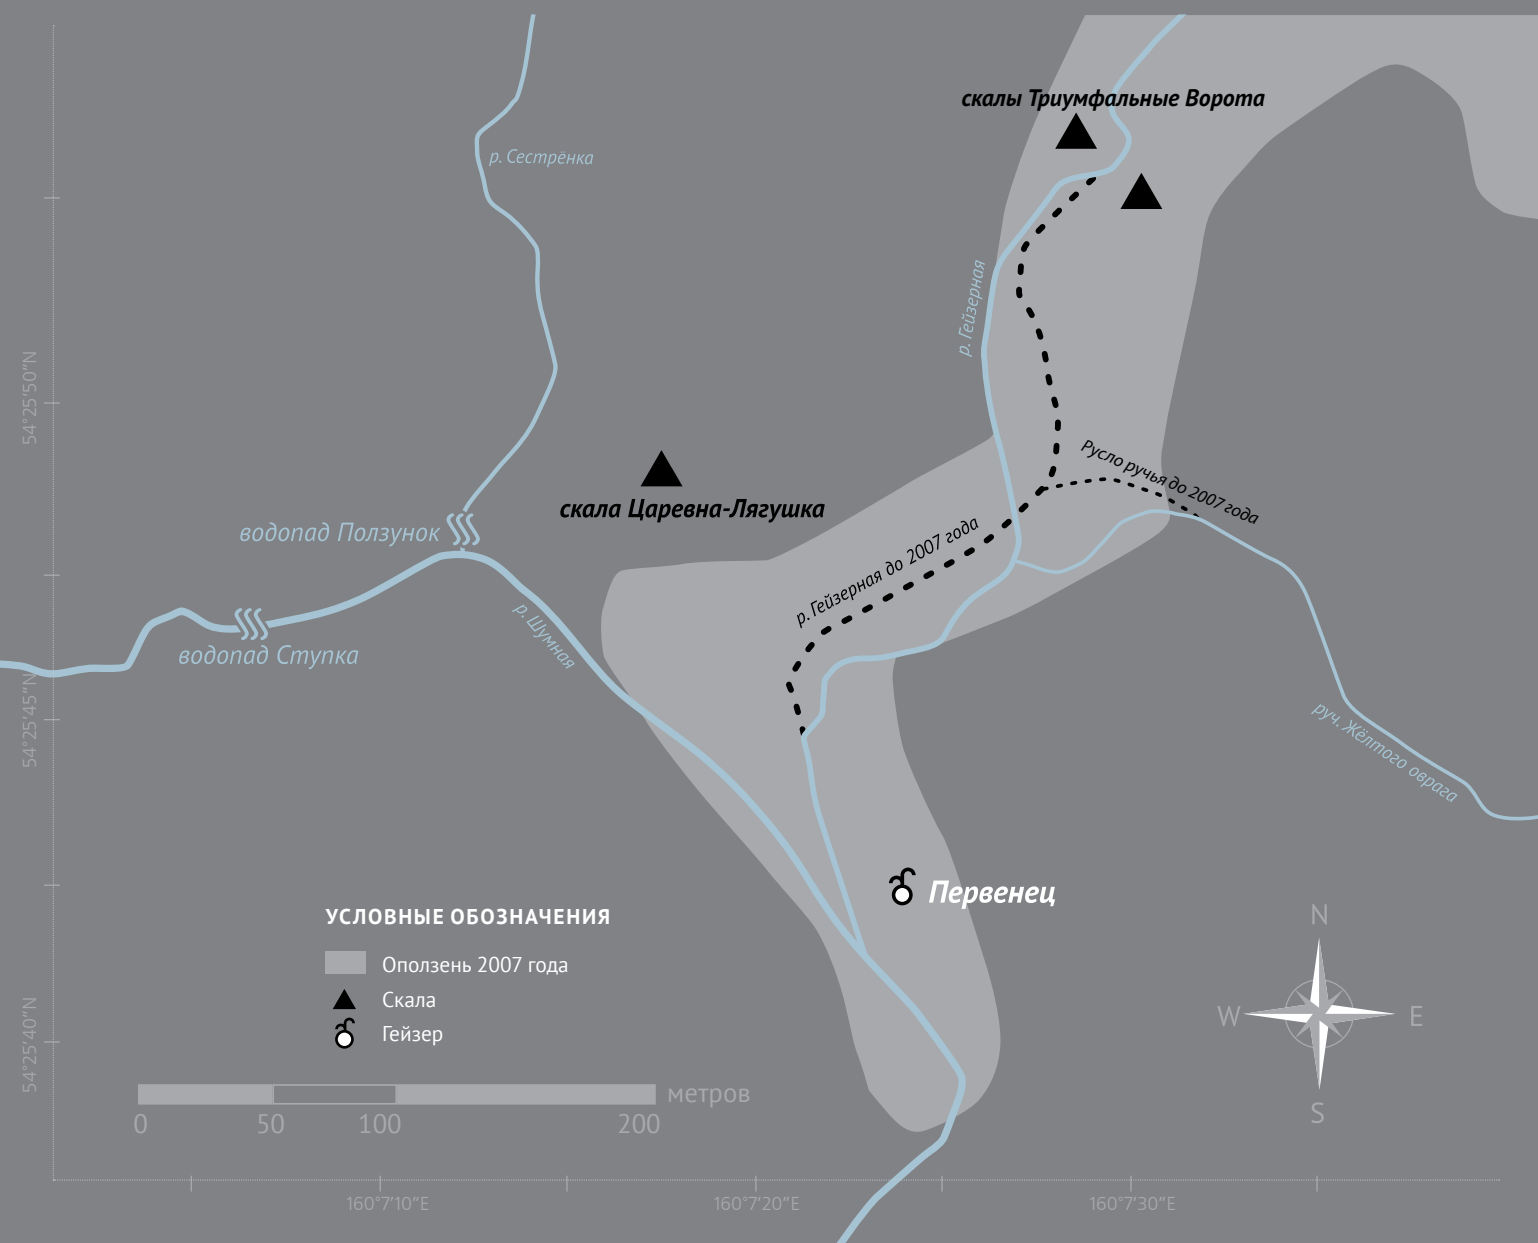 скалы Триумфальные Ворота
р. Сестрёнка
р. Гейзерная
54°25′50″N
Русло ручья до 2007 года
скала Царевна-Лягушка
водопад Ползунок
р. Гейзерная до 2007 года
р. Шумная
водопад Ступка
54°25′45″N
руч. Жёлтого оврага
Первенец
УСЛОВНЫЕ ОБОЗНАЧЕНИЯ
Оползень 2007 года
Скала
Гейзер
N
W
E
S
54°25′40″N
метров
0 50 100 200
160°7′10″E
160°7′20″E
160°7′30″E